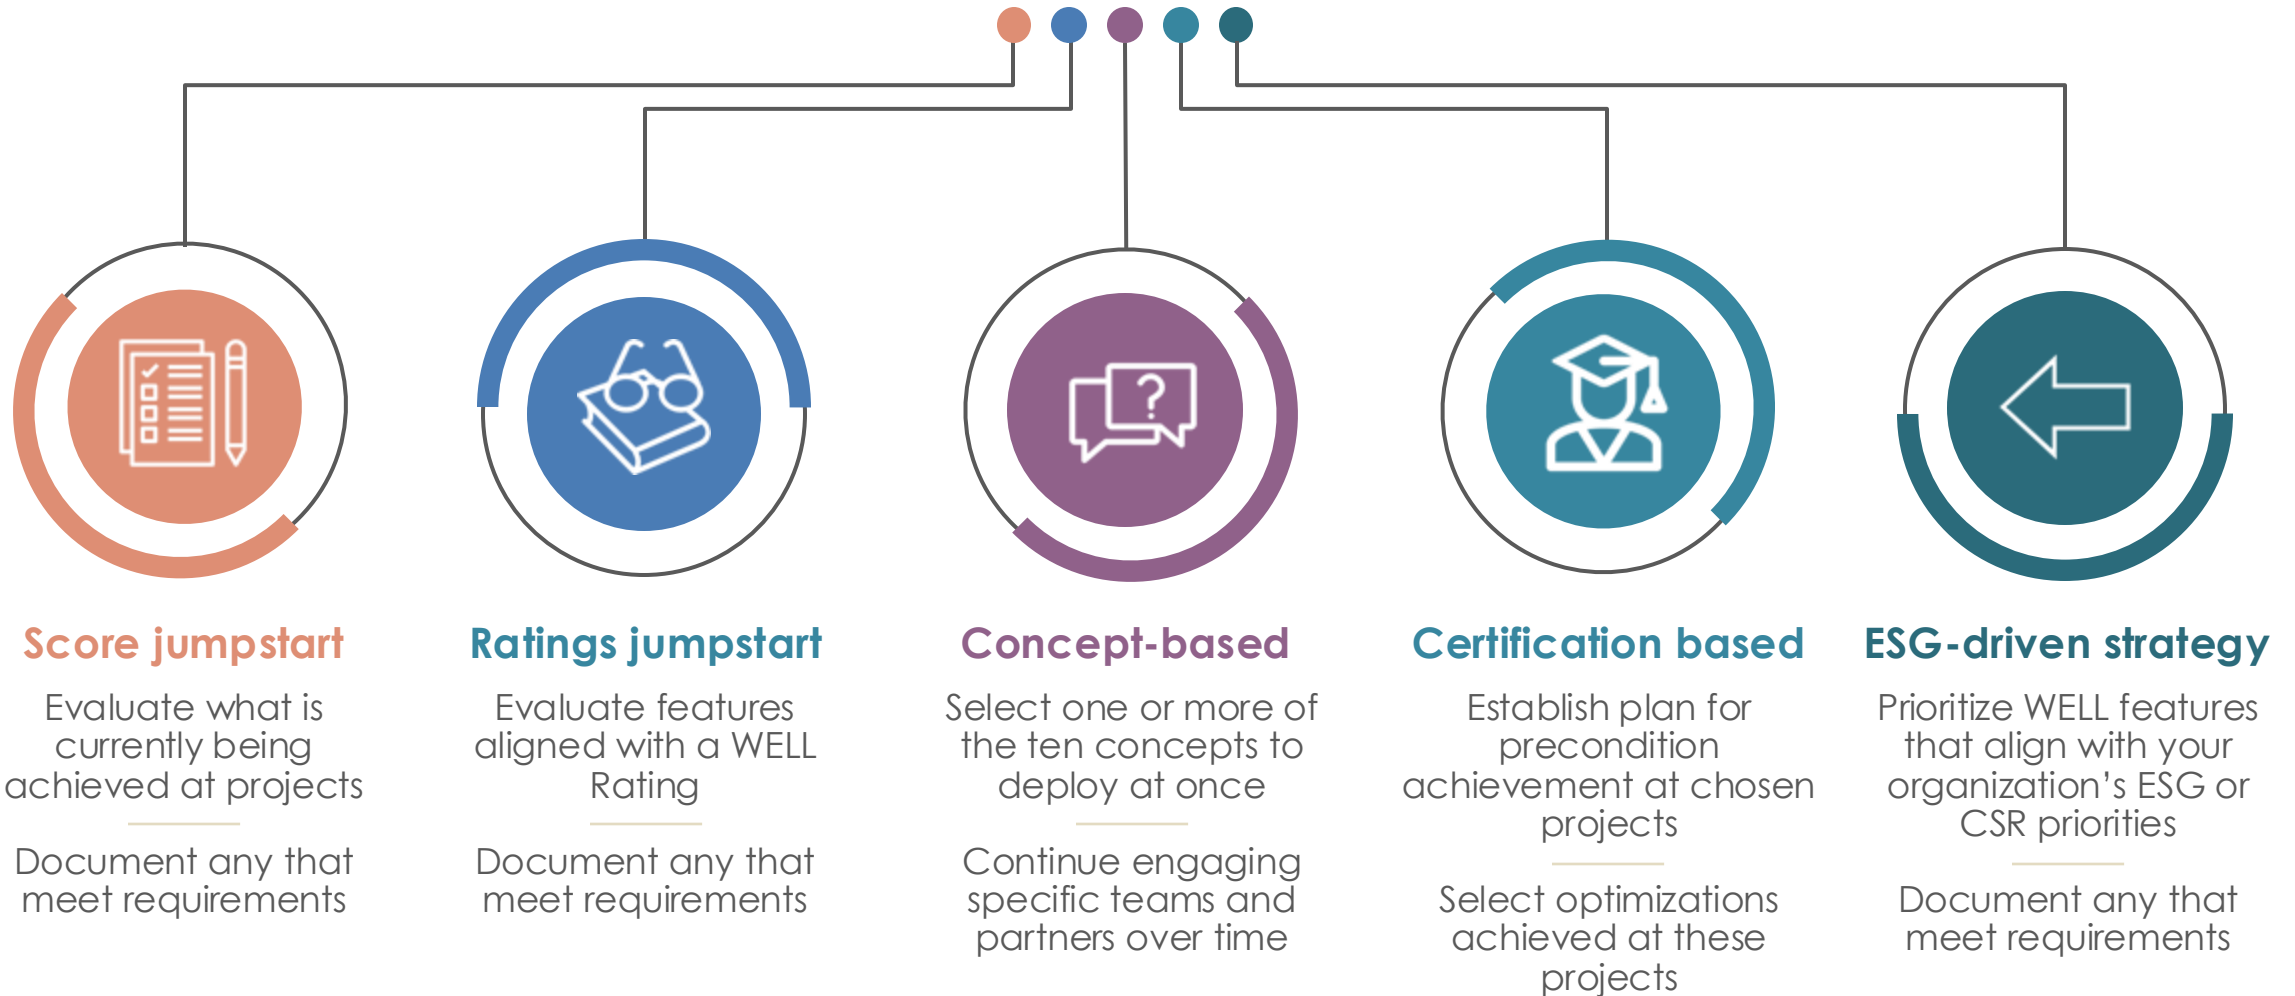 Score jumpstart
Evaluate what is
currently being
achieved at projects
Document any that
meet requirements
Ratings jumpstart
Evaluate features
aligned with a WELL
Rating
Document any that
meet requirements
Concept-based
Select one or more of
the ten concepts to
deploy at once
Continue engaging
specific teams and
partners over time
Certification based
Establish plan for
precondition
achievement at chosen
projects
Select optimizations
achieved at these
projects
ESG-driven strategy
Prioritize WELL features
that align with your
organization’s ESG or
CSR priorities
Document any that
meet requirements